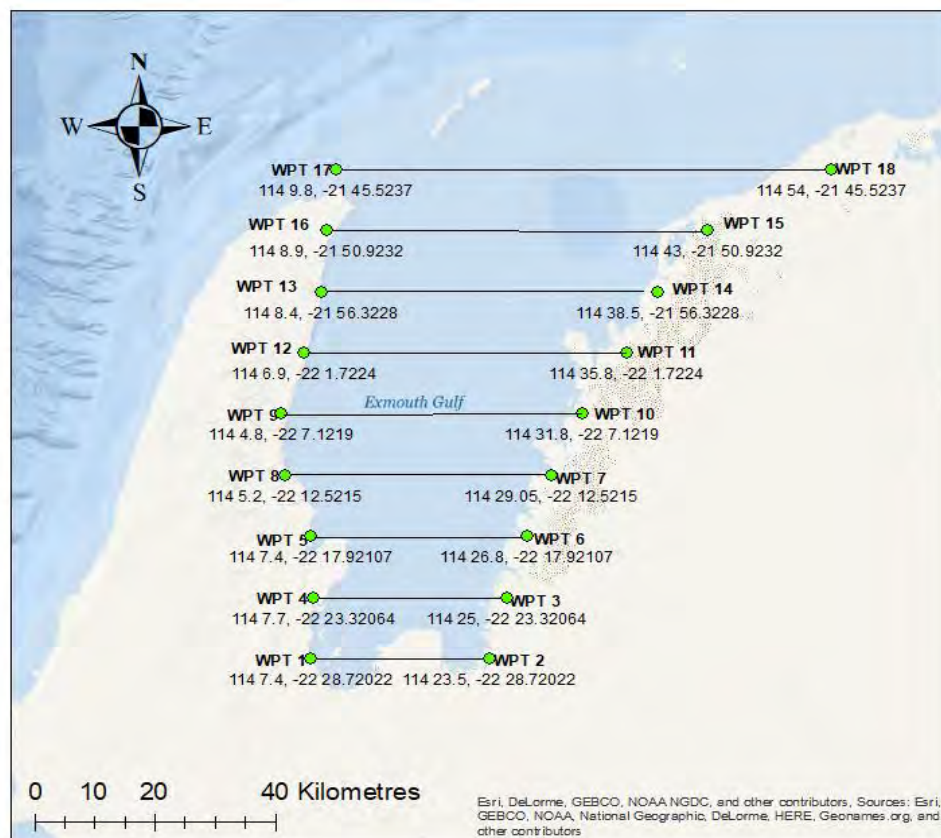 N
W E
S
WPT 17 WPT 18
114 9.8, -21 45.5237 114 54, -21 45.5237
WPT 16 WPT 15
114 8.9, -21 50.9232 114 43, -21 50.9232
WPT 13 WPT 14
114 8.4, -21 56.3228 114 38.5, -21 56.3228
WPT 12 WPT 11
114 6.9, -22 1.7224 114 35.8, -22 1.7224
Exmouth Gulf
WPT 9 WPT 10
114 4.8, -22 7.1219 114 31.8, -22 7.1219
WPT 8 WPT 7
114 5.2, -22 12.5215 114 29.05, -22 12.5215
WPT 5 WPT 6
114 7.4, -22 17.92107 114 26.8, -22 17.92107
WPT 4 WPT 3
114 7.7, -22 23.32064 114 25, -22 23.32064
WPT 1 WPT 2
114 7.4, -22 28.72022 114 23.5, -22 28.72022
0 10 20 40 Kilometres
Esri, DeLorme, GEBCO, NOAA NGDC, and other contributors, Sources: Esri,
GEBCO, NOAA, National Geographic, DeLorme, HERE, Geonames.org, and
other contributors